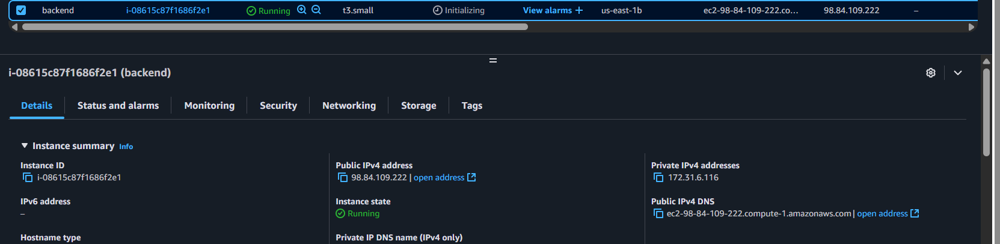 backend i-08615c87f1686f2e1 Running t3.small Initializing View alarms + us-east-1b ec2-98-84-109-222.co... 98.84.109.222 –
i-08615c87f1686f2e1 (backend)
Details Status and alarms Monitoring Security Networking Storage Tags
Instance summary Info
Instance ID Public IPv4 address Private IPv4 addresses
i-08615c87f1686f2e1 98.84.109.222 | open address 172.31.6.116
IPv6 address Instance state Public IPv4 DNS
– Running ec2-98-84-109-222.compute-1.amazonaws.com | open address
Hostname type Private IP DNS name (IPv4 only)